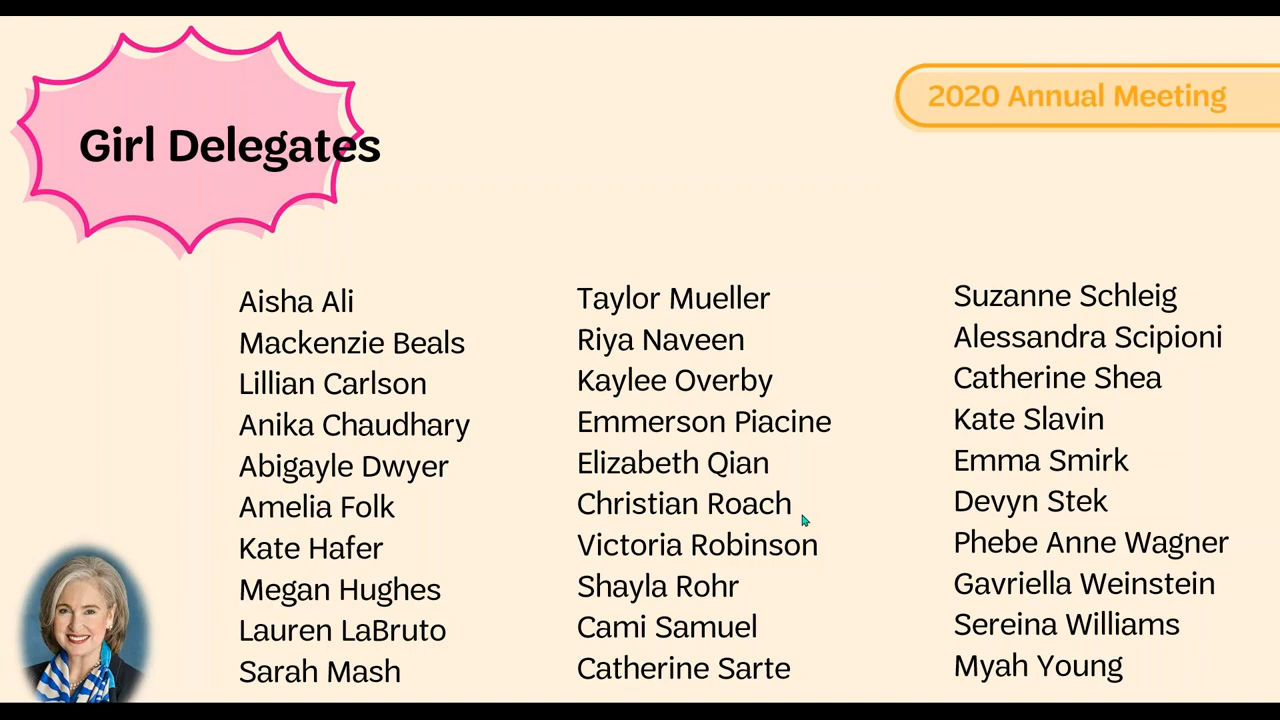 Girl Delegates
2020 Annual Meeting
Aisha Ali
Mackenzie Beals
Lillian Carlson
Anika Chaudhary
Abigayle Dwyer
Amelia Folk
Kate Hafer
Megan Hughes
Lauren LaBruto
Sarah Mash
Taylor Mueller
Riya Naveen
Kaylee Overby
Emmerson Piacine
Elizabeth Qian
Christian Roach
Victoria Robinson
Shayla Rohr
Cami Samuel
Catherine Sarte
Suzanne Schleig
Alessandra Scipioni
Catherine Shea
Kate Slavin
Emma Smirk
Devyn Stek
Phebe Anne Wagner
Gavriella Weinstein
Sereina Williams
Myah Young